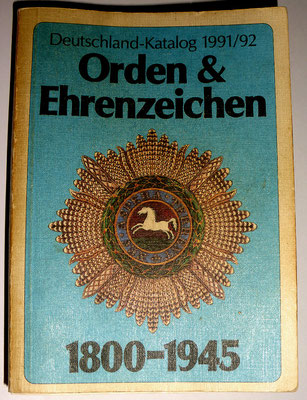 Deutschland-Katalog 1991/92
Orden &
Ehrenzeichen
1800-1945